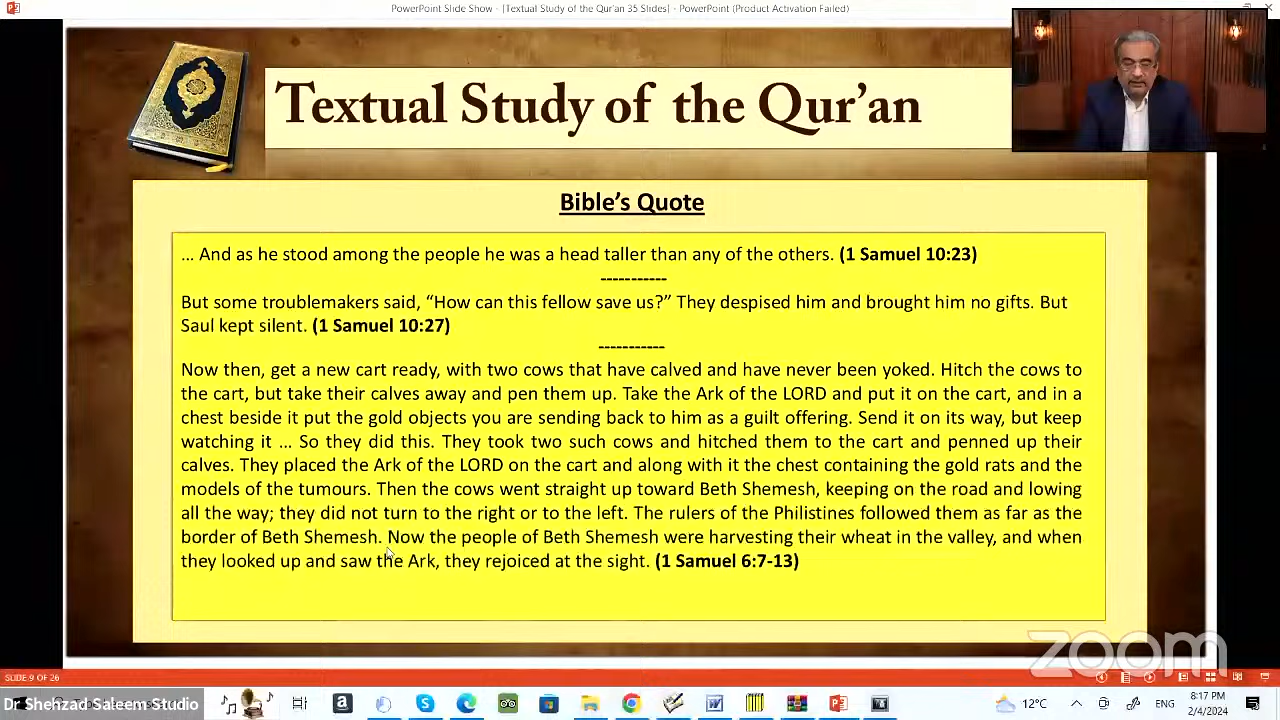 PowerPoint Slide Show - [Textual Study of the Qur'an 35 Slides] - PowerPoint (Product Activation Failed)
Textual Study of the Qur’an
Bible’s Quote
… And as he stood among the people he was a head taller than any of the others. (1 Samuel 10:23)
-----------
But some troublemakers said, “How can this fellow save us?” They despised him and brought him no gifts. But
Saul kept silent. (1 Samuel 10:27)
-----------
Now then, get a new cart ready, with two cows that have calved and have never been yoked. Hitch the cows to
the cart, but take their calves away and pen them up. Take the Ark of the LORD and put it on the cart, and in a
chest beside it put the gold objects you are sending back to him as a guilt offering. Send it on its way, but keep
watching it … So they did this. They took two such cows and hitched them to the cart and penned up their
calves. They placed the Ark of the LORD on the cart and along with it the chest containing the gold rats and the
models of the tumours. Then the cows went straight up toward Beth Shemesh, keeping on the road and lowing
all the way; they did not turn to the right or to the left. The rulers of the Philistines followed them as far as the
border of Beth Shemesh. Now the people of Beth Shemesh were harvesting their wheat in the valley, and when
they looked up and saw the Ark, they rejoiced at the sight. (1 Samuel 6:7-13)
zoom
SLIDE 9 OF 26
Dr Shehzad Saleem Studio
12°C
ENG
8:17 PM
2/4/2024